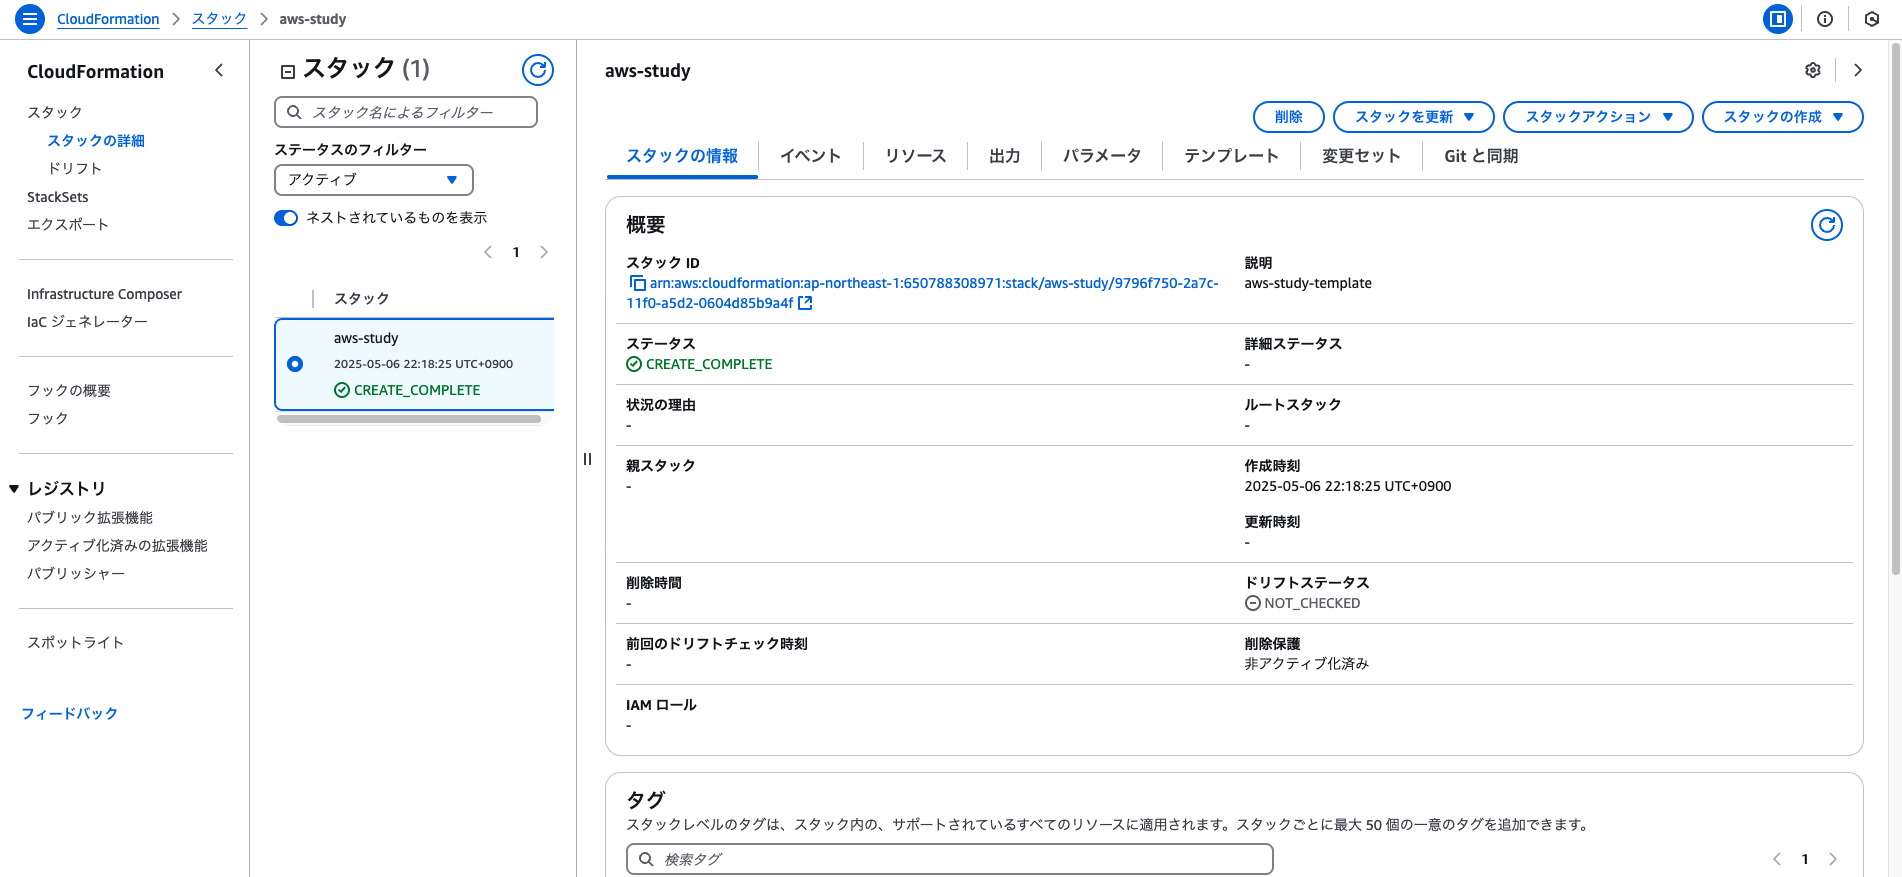 CloudFormation > スタック > aws-study
CloudFormation
スタック
スタックの詳細
ドリフト
StackSets
エクスポート
Infrastructure Composer
IaC ジェネレーター
フックの概要
フック
レジストリ
パブリック拡張機能
アクティブ化済みの拡張機能
パブリッシャー
スポットライト
フィードバック
スタック (1)
スタック名によるフィルター
ステータスのフィルター
アクティブ
ネストされているものを表示
1
スタック
aws-study
2025-05-06 22:18:25 UTC+0900
CREATE_COMPLETE
aws-study
削除 スタックを更新 スタックアクション スタックの作成
スタックの情報 イベント リソース 出力 パラメータ テンプレート 変更セット Git と同期
概要
スタック ID
arn:aws:cloudformation:ap-northeast-1:650788308971:stack/aws-study/9796f750-2a7c-
11f0-a5d2-0604d85b9a4f
説明
aws-study-template
ステータス
CREATE_COMPLETE
詳細ステータス
-
状況の理由
-
ルートスタック
-
親スタック
-
作成時刻
2025-05-06 22:18:25 UTC+0900
更新時刻
-
削除時間
-
ドリフトステータス
NOT_CHECKED
前回のドリフトチェック時刻
-
削除保護
非アクティブ化済み
IAM ロール
-
タグ
スタックレベルのタグは、スタック内の、サポートされているすべてのリソースに適用されます。スタックごとに最大 50 個の一意のタグを追加できます。
検索タグ
1